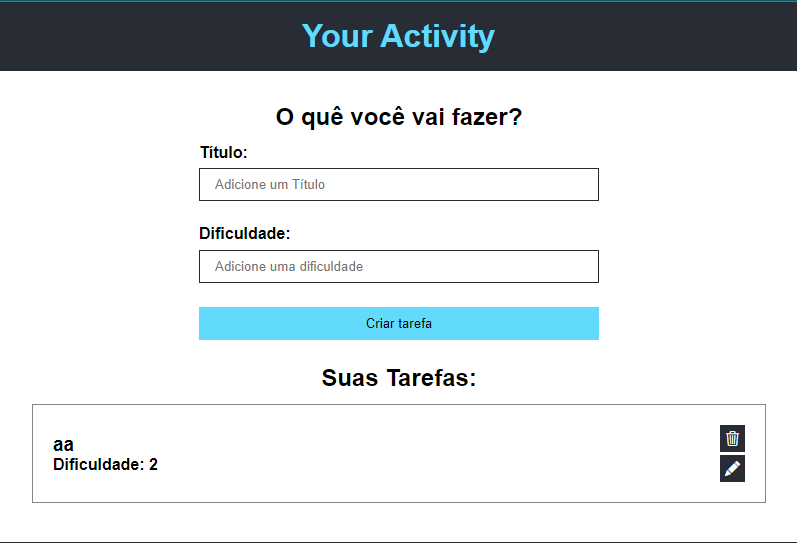 Your Activity
O quê você vai fazer?
Título:
Adicione um Título
Dificuldade:
Adicione uma dificuldade
Criar tarefa
Suas Tarefas:
aa
Dificuldade: 2